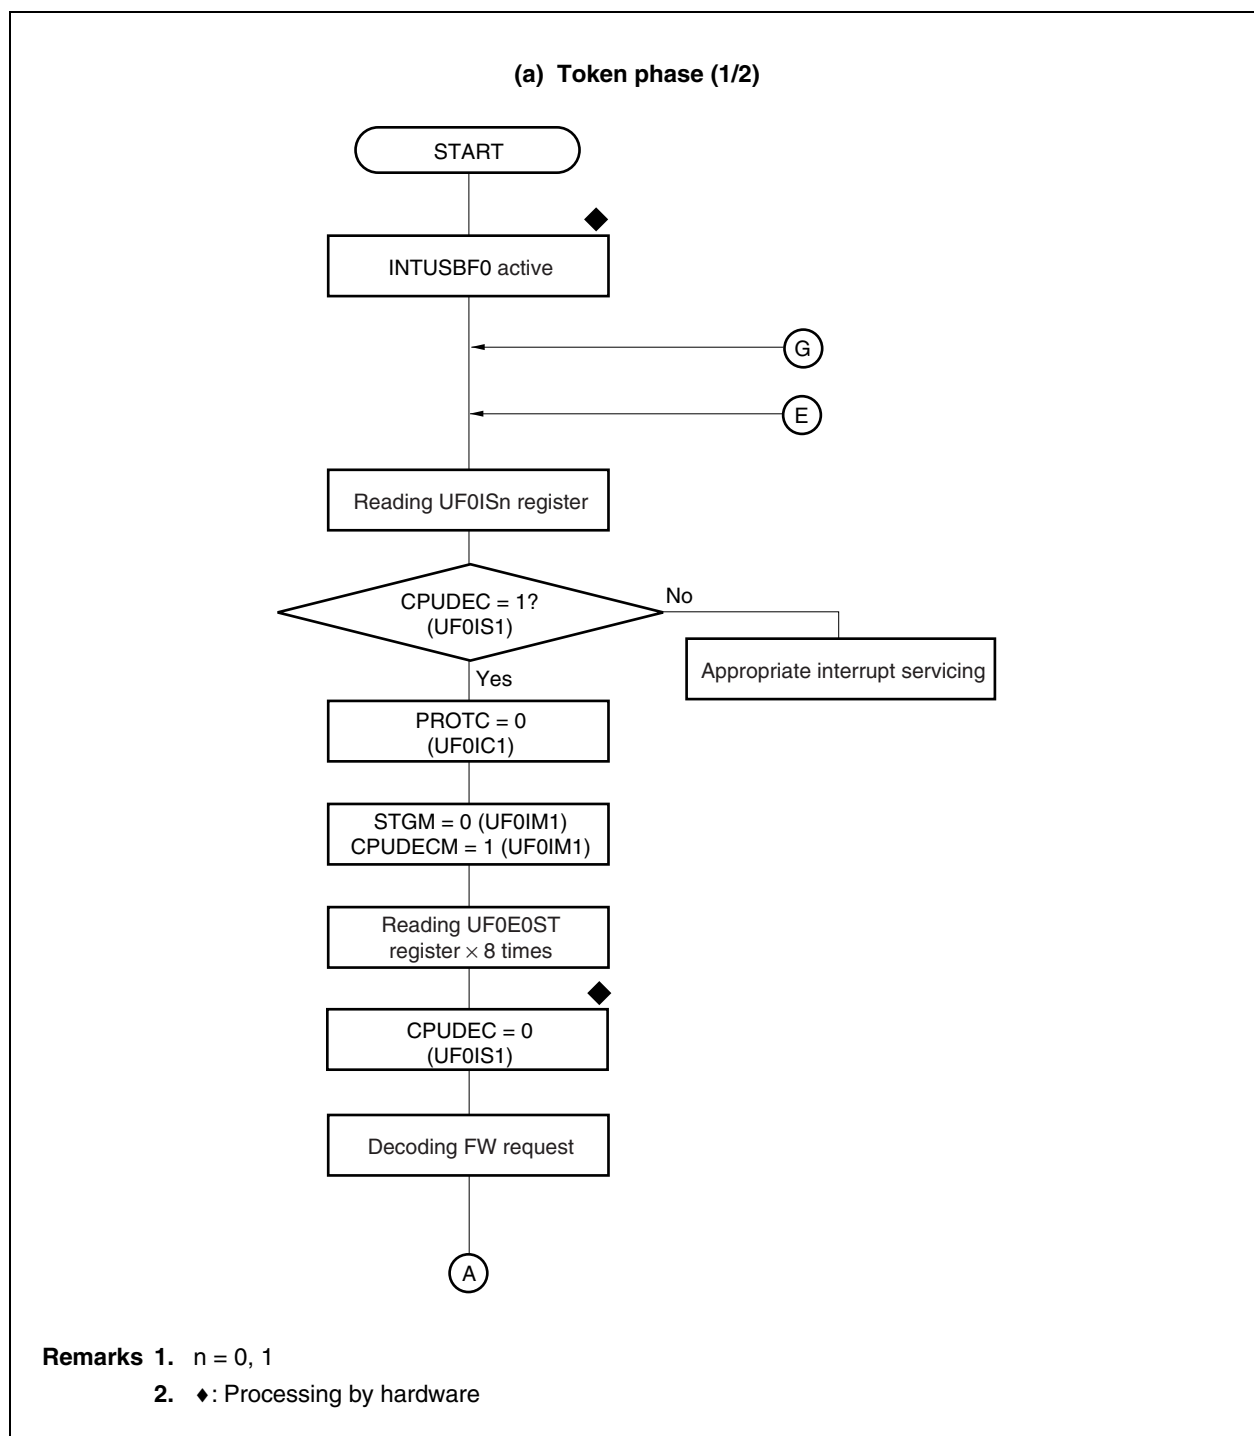 (a) Token phase (1/2)
START
INTUSBF0 active
G
E
Reading UF0ISn register
CPUDEC = 1?
(UF0IS1)
No
Appropriate interrupt servicing
Yes
PROTC = 0
(UF0IC1)
STGM = 0 (UF0IM1)
CPUDECM = 1 (UF0IM1)
Reading UF0E0ST
register × 8 times
CPUDEC = 0
(UF0IS1)
Decoding FW request
A
Remarks 1. n = 0, 1
2. ♦: Processing by hardware